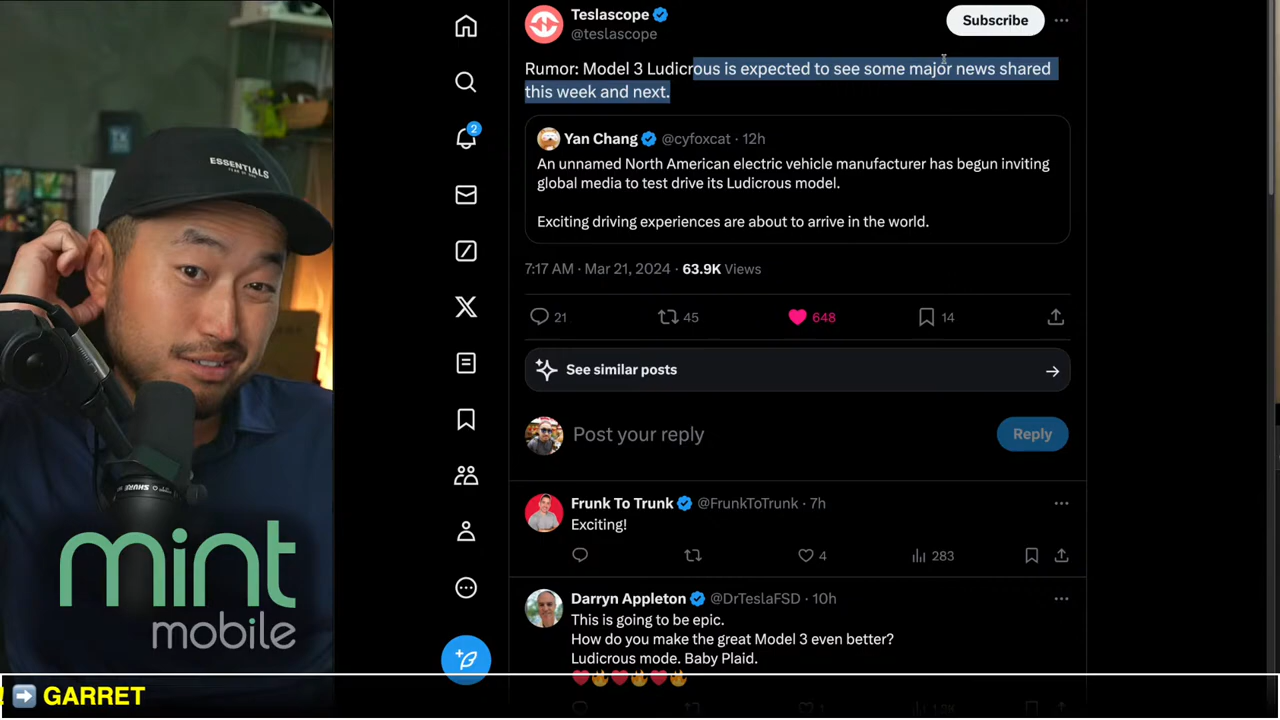 ESSENTIALS
FEAR OF GOD
SHURE
mint
mobile
! ➡️ GARRET
2
Teslascope
@teslascope
Subscribe
Rumor: Model 3 Ludicrous is expected to see some major news shared
this week and next.
Yan Chang @cyfoxcat · 12h
An unnamed North American electric vehicle manufacturer has begun inviting
global media to test drive its Ludicrous model.
Exciting driving experiences are about to arrive in the world.
7:17 AM · Mar 21, 2024 · 63.9K Views
21 45 648 14
See similar posts
Post your reply
Reply
Frunk To Trunk @FrunkToTrunk · 7h
Exciting!
4 283
Darryn Appleton @DrTeslaFSD · 10h
This is going to be epic.
How do you make the great Model 3 even better?
Ludicrous mode. Baby Plaid.
❤️🔥❤️🔥❤️🔥